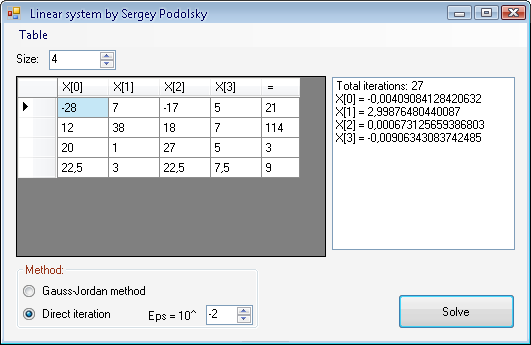 Linear system by Sergey Podolsky
Table
Size: 4
X[0] X[1] X[2] X[3] =
-28 7 -17 5 21
12 38 18 7 114
20 1 27 5 3
22,5 3 22,5 7,5 9
Total iterations: 27
X[0] = -0,00409084128420632
X[1] = 2,99876480440087
X[2] = 0,000673125659386803
X[3] = -0,00906343083742485
Method:
Gauss-Jordan method
Direct iteration Eps = 10^ -2
Solve